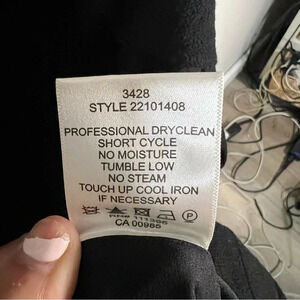 3428
STYLE 22101408
PROFESSIONAL DRYCLEAN
SHORT CYCLE
NO MOISTURE
TUMBLE LOW
NO STEAM
TOUCH UP COOL IRON
IF NECESSARY
P
CA 00985